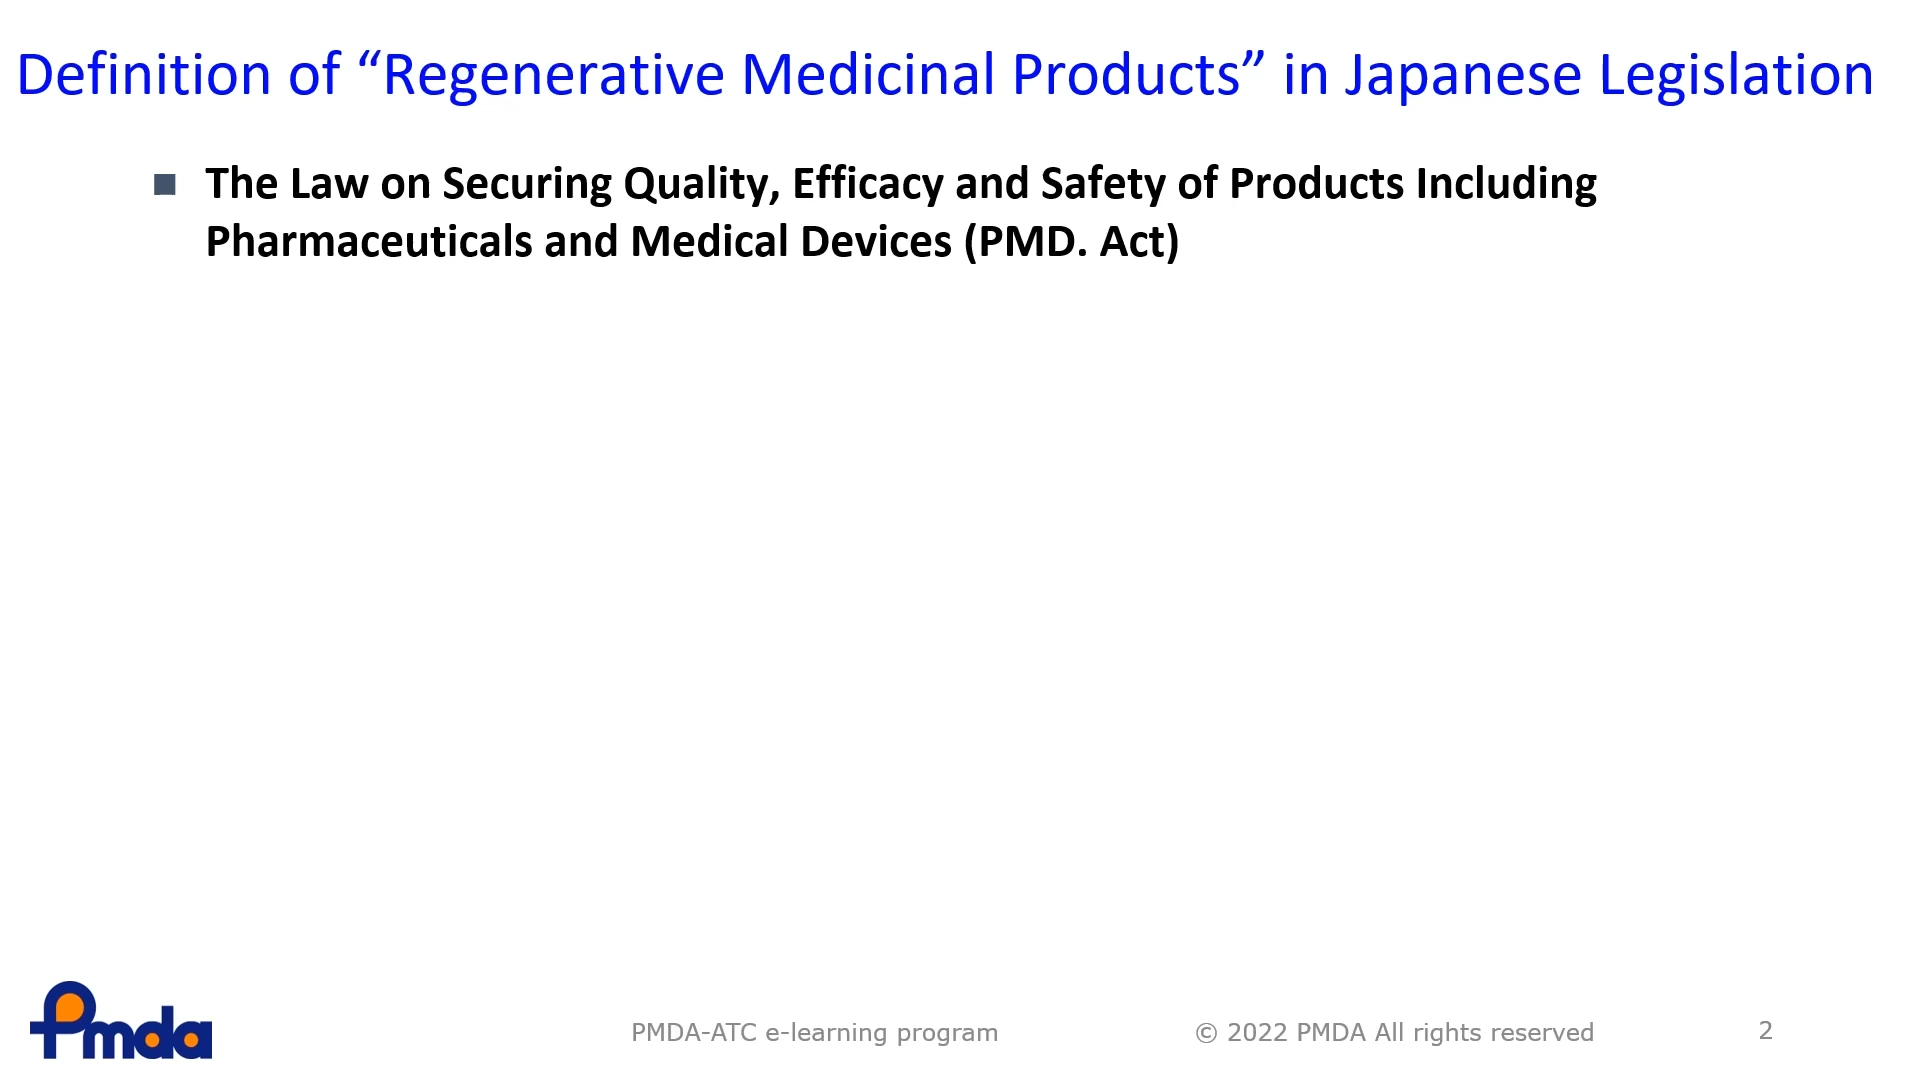 Definition of “Regenerative Medicinal Products” in Japanese Legislation
■ The Law on Securing Quality, Efficacy and Safety of Products Including
Pharmaceuticals and Medical Devices (PMD. Act)
Pmda
PMDA-ATC e-learning program
© 2022 PMDA All rights reserved
2